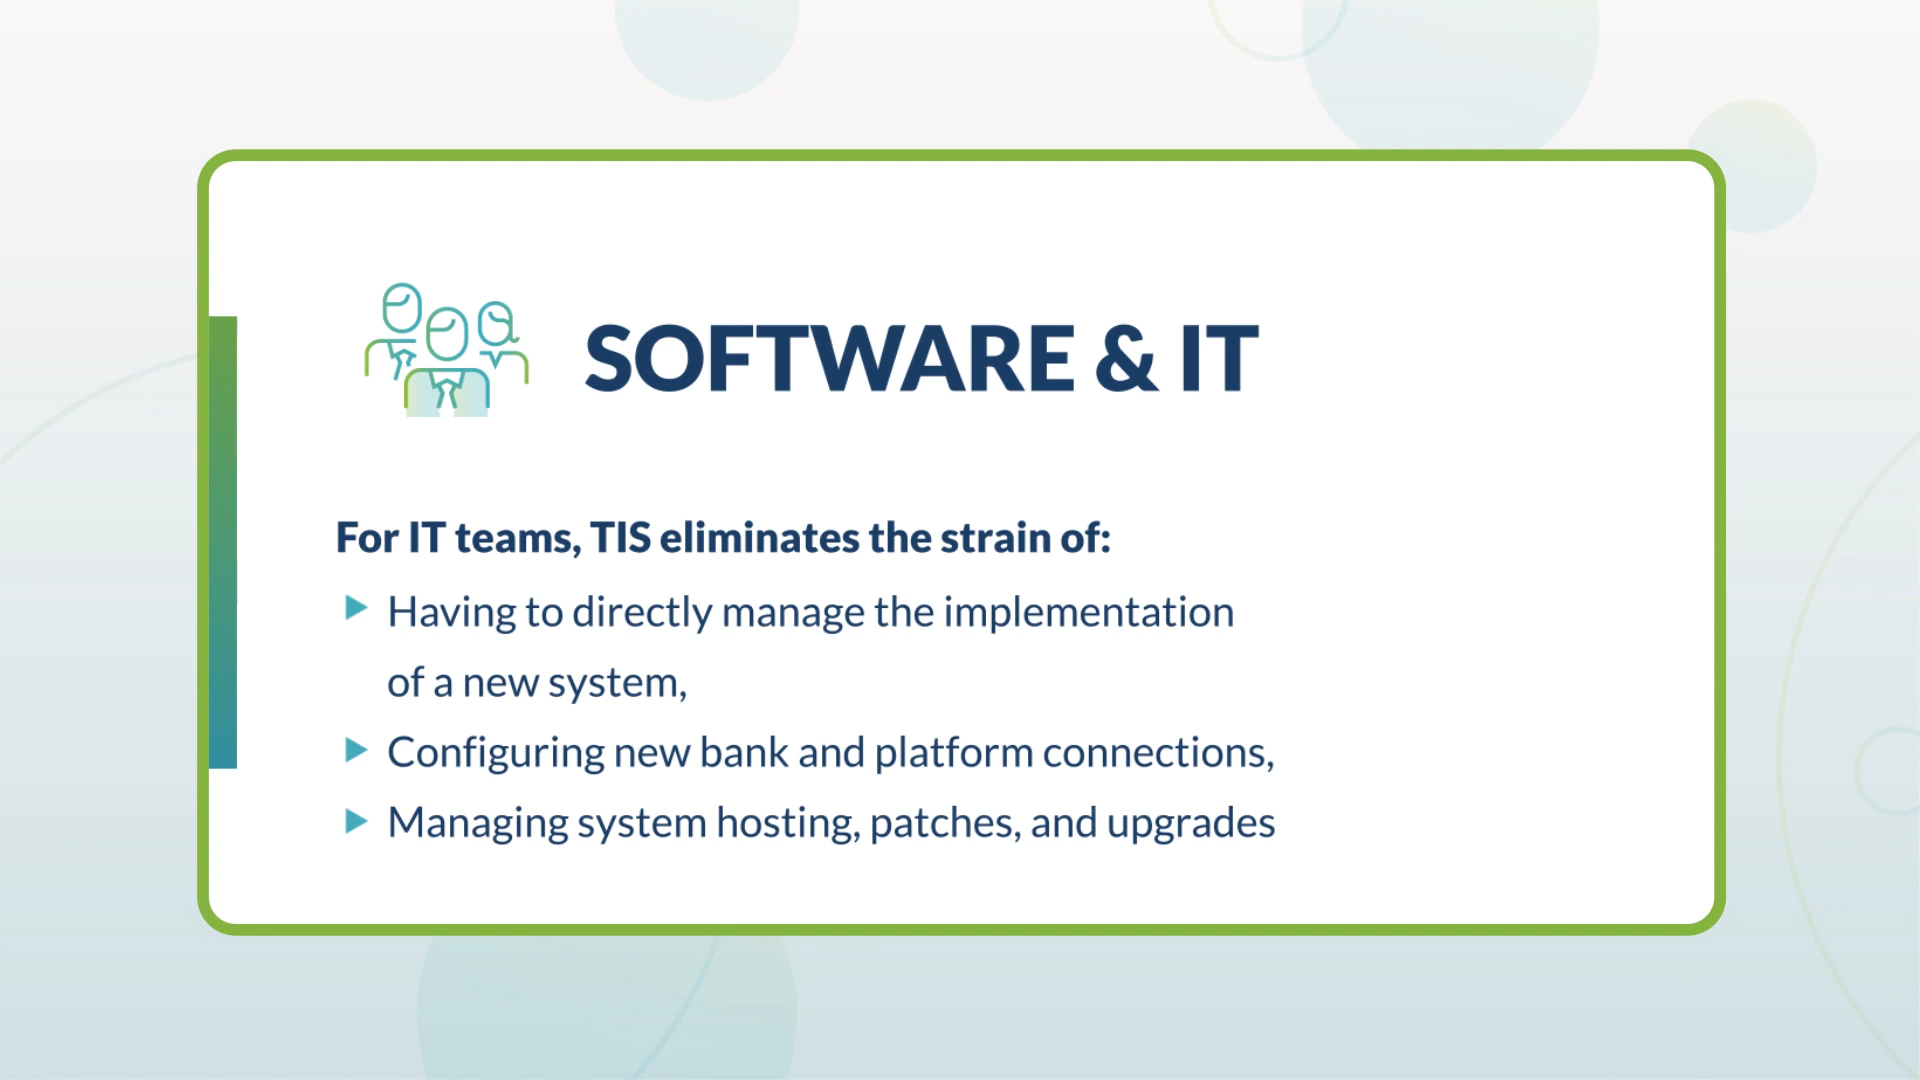 SOFTWARE & IT
For IT teams, TIS eliminates the strain of:
Having to directly manage the implementation
of a new system,
Configuring new bank and platform connections,
Managing system hosting, patches, and upgrades